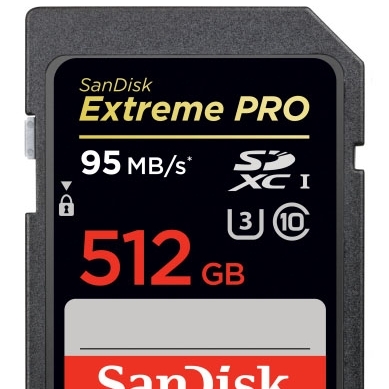 SanDisk
Extreme PRO
95 MB/s*
SD
XC I
3 10
512 GB
SanDisk